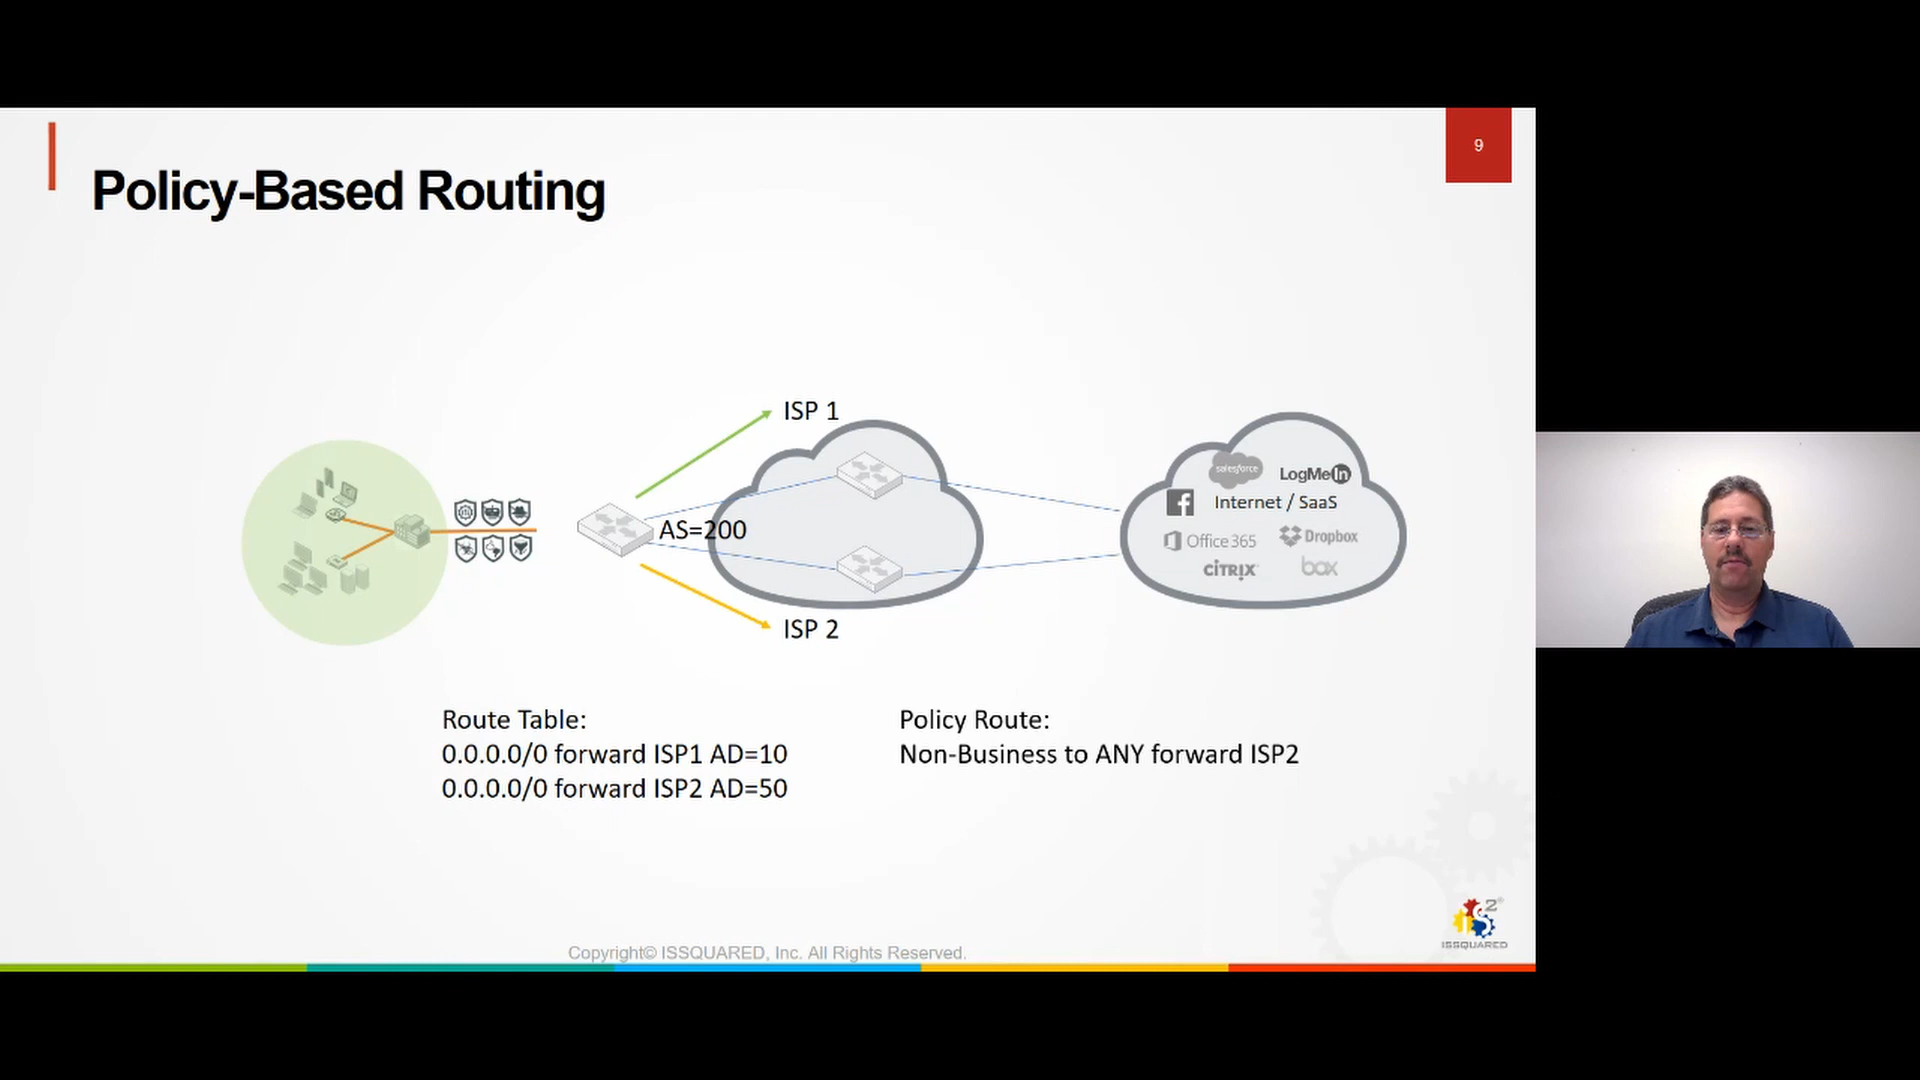 9
Policy-Based Routing
ISP 1
salesforce
LogMeIn
Internet / SaaS
AS=200
Office 365
Dropbox
CITRIX
box
ISP 2
Route Table:
0.0.0.0/0 forward ISP1 AD=10
0.0.0.0/0 forward ISP2 AD=50
Policy Route:
Non-Business to ANY forward ISP2
iS2®
ISSQUARED
Copyright© ISSQUARED, Inc. All Rights Reserved.